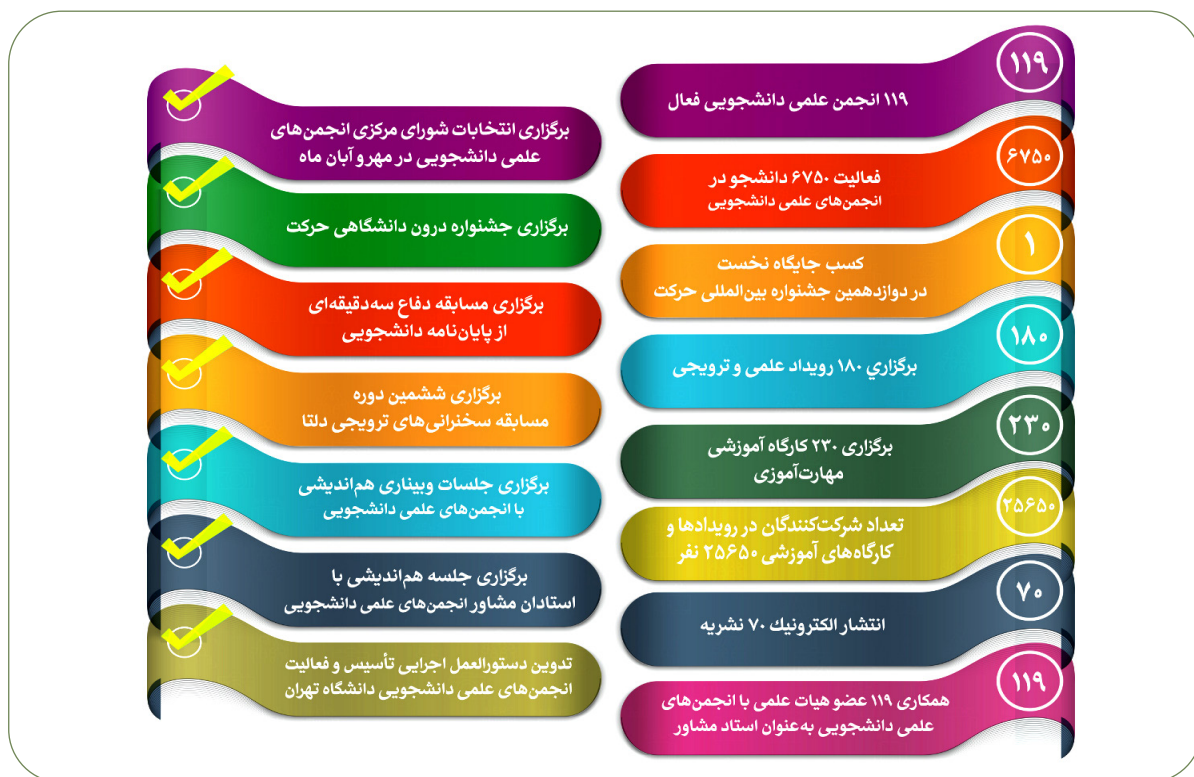 ۱۱۹
۱۱۹ انجمن علمی دانشجویی فعال
۶۷۵۰
فعالیت ۶۷۵۰ دانشجو در
انجمن‌های علمی دانشجویی
۱
کسب جایگاه نخست
در دوازدهمین جشنواره بین‌المللی حرکت
۱۸۰
برگزاري ۱۸۰ رویداد علمی و ترویجی
۲۳۰
برگزاری ۲۳۰ کارگاه آموزشی
مهارت‌آموزی
۲۵۶۵۰
تعداد شرکت‌کنندگان در رویدادها و
کارگاه‌های آموزشی ۲۵۶۵۰ نفر
۷۰
انتشار الکترونيك ۷۰ نشریه
۱۱۹
همکاری ۱۱۹ عضو هیات علمی با انجمن‌های
علمی دانشجویی به‌عنوان استاد مشاور
برگزاری انتخابات شورای مرکزی انجمن‌های
علمی دانشجویی در مهر و آبان ماه
برگزاری جشنواره درون دانشگاهی حرکت
برگزاری مسابقه دفاع سه‌دقیقه‌ای
از پایان‌نامه دانشجویی
برگزاری ششمین دوره
مسابقه سخنرانی‌های ترویجی دلتا
برگزاری جلسات وبیناری هم‌اندیشی
با انجمن‌های علمی دانشجویی
برگزاری جلسه هم‌اندیشی با
استادان مشاور انجمن‌های علمی دانشجویی
تدوین دستورالعمل اجرایی تأسیس و فعالیت
انجمن‌های علمی دانشجویی دانشگاه تهران